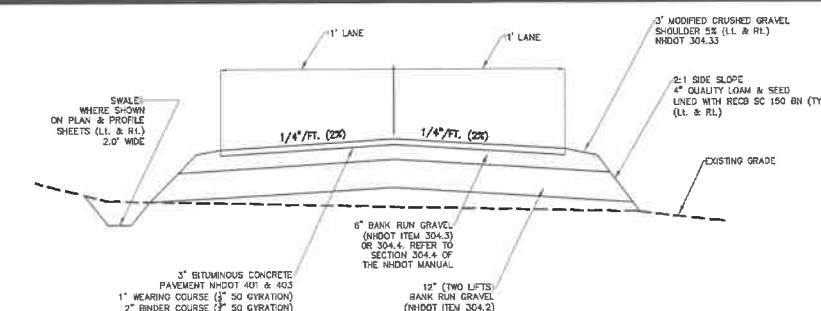 11' LANE
11' LANE
3' MODIFIED CRUSHED GRAVEL
SHOULDER 5% (Lt. & Rt.)
NHDOT 304.33
2:1 SIDE SLOPE
4" QUALITY LOAM & SEED
LINED WITH RECB SC 150 BN (TY
(Lt. & Rt.)
SWALE
WHERE SHOWN
ON PLAN & PROFILE
SHEETS (Lt. & Rt.)
2.0' WIDE
1/4"/FT. (2%)
1/4"/FT. (2%)
EXISTING GRADE
6" BANK RUN GRAVEL
(NHDOT ITEM 304.3)
OR 304.4. REFER TO
SECTION 304.4 OF
THE NHDOT MANUAL
3" BITUMINOUS CONCRETE
PAVEMENT NHDOT 401 & 403
1" WEARING COURSE ( 50 GYRATION)
2" BINDER COURSE ( 50 GYRATION)
12" (TWO LIFTS)
BANK RUN GRAVEL
(NHDOT ITEM 304.2)